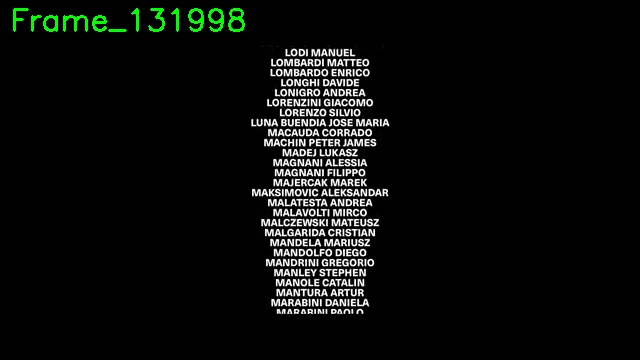 Frame_131998
LODI MANUEL
LOMBARDI MATTEO
LOMBARDO ENRICO
LONGHI DAVIDE
LONIGRO ANDREA
LORENZINI GIACOMO
LORENZO SILVIO
LUNA BUENDIA JOSE MARIA
MACAUDA CORRADO
MACHIN PETER JAMES
MADEJ LUKASZ
MAGNANI ALESSIA
MAGNANI FILIPPO
MAJERCAK MAREK
MAKSIMOVIC ALEKSANDAR
MALATESTA ANDREA
MALAVOLTI MIRCO
MALCZEWSKI MATEUSZ
MALGARIDA CRISTIAN
MANDELA MARIUSZ
MANDOLFO DIEGO
MANDRINI GREGORIO
MANLEY STEPHEN
MANOLE CATALIN
MANTURA ARTUR
MARABINI DANIELA
MARABINI PAOLO